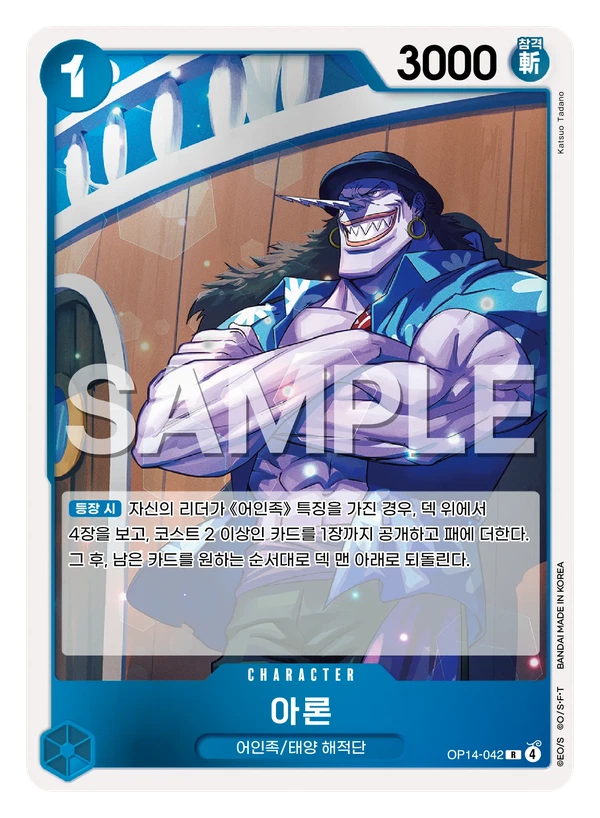 1
3000
참격
斬
Katsuo Tadano
SAMPLE
등장 시 자신의 리더가 《어인족》 특징을 가진 경우, 덱 위에서
4장을 보고, 코스트 2 이상인 카드를 1장까지 공개하고 패에 더한다.
그 후, 남은 카드를 원하는 순서대로 덱 맨 아래로 되돌린다.
CHARACTER
아론
어인족/태양 해적단
OP14-042 R 4
©EO/S ©O/S・F・T BANDAI MADE IN KOREA